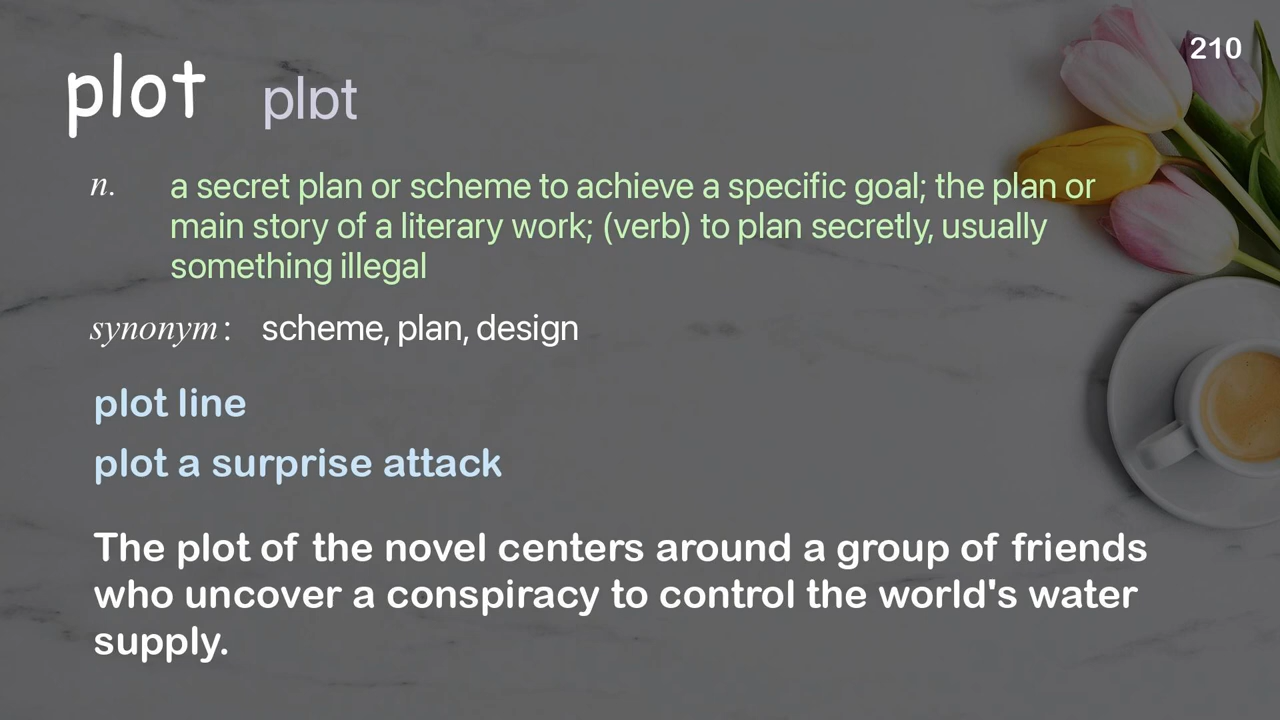 210
plot plɒt
n. a secret plan or scheme to achieve a specific goal; the plan or
main story of a literary work; (verb) to plan secretly, usually
something illegal
synonym: scheme, plan, design
plot line
plot a surprise attack
The plot of the novel centers around a group of friends
who uncover a conspiracy to control the world's water
supply.